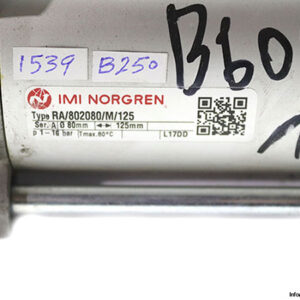 1539 B250
B60
IMI NORGREN
Type RA/802080/M/125
Ser. A Ø 80mm ↔ 125mm
p 1-16 bar Tmax.80°C L17DD